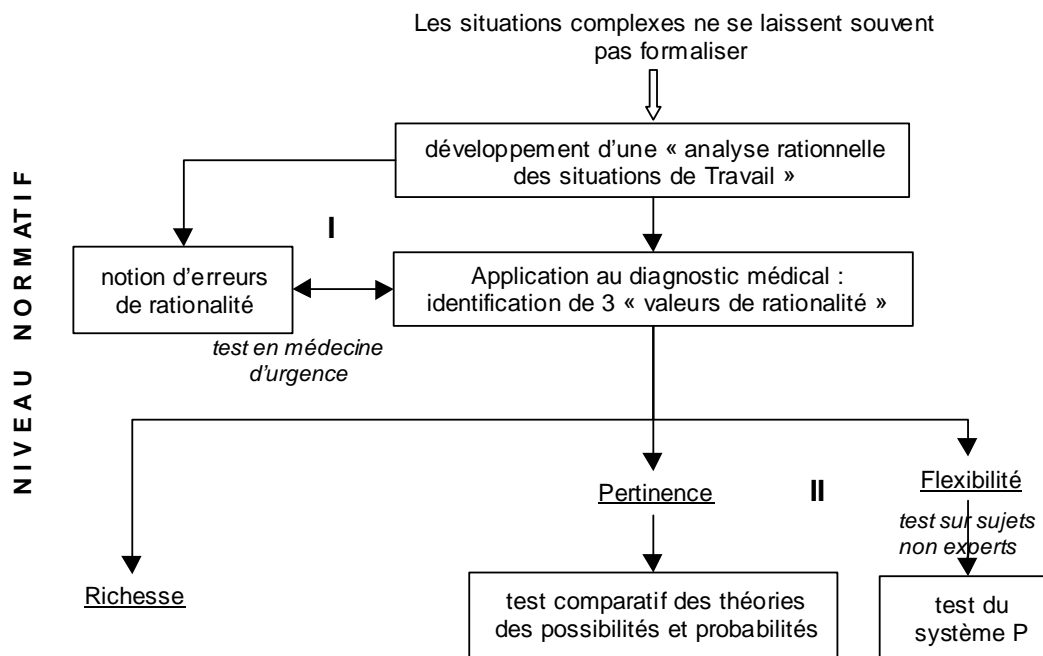 Les situations complexes ne se laissent souvent
pas formaliser
développement d'une « analyse rationnelle
des situations de Travail »
NIVEAU NORMATIF
I
notion d'erreurs
de rationalité
Application au diagnostic médical :
identification de 3 « valeurs de rationalité »
test en médecine
d'urgence
Richesse
Pertinence
II
Flexibilité
test sur sujets
non experts
test comparatif des théories
des possibilités et probabilités
test du
système P